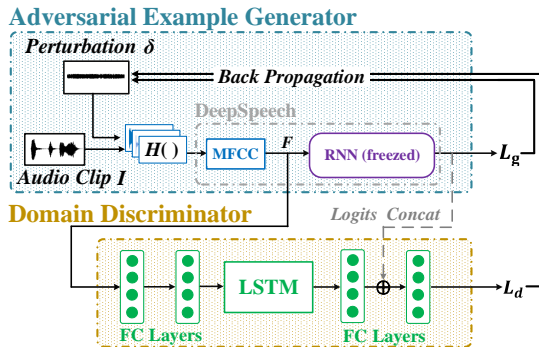 Adversarial Example Generator
Perturbation δ
Back Propagation
DeepSpeech
Audio Clip I
H( )
MFCC
F
RNN (freezed)
Lg
Domain Discriminator
Logits Concat
LSTM
Ld
FC Layers
FC Layers